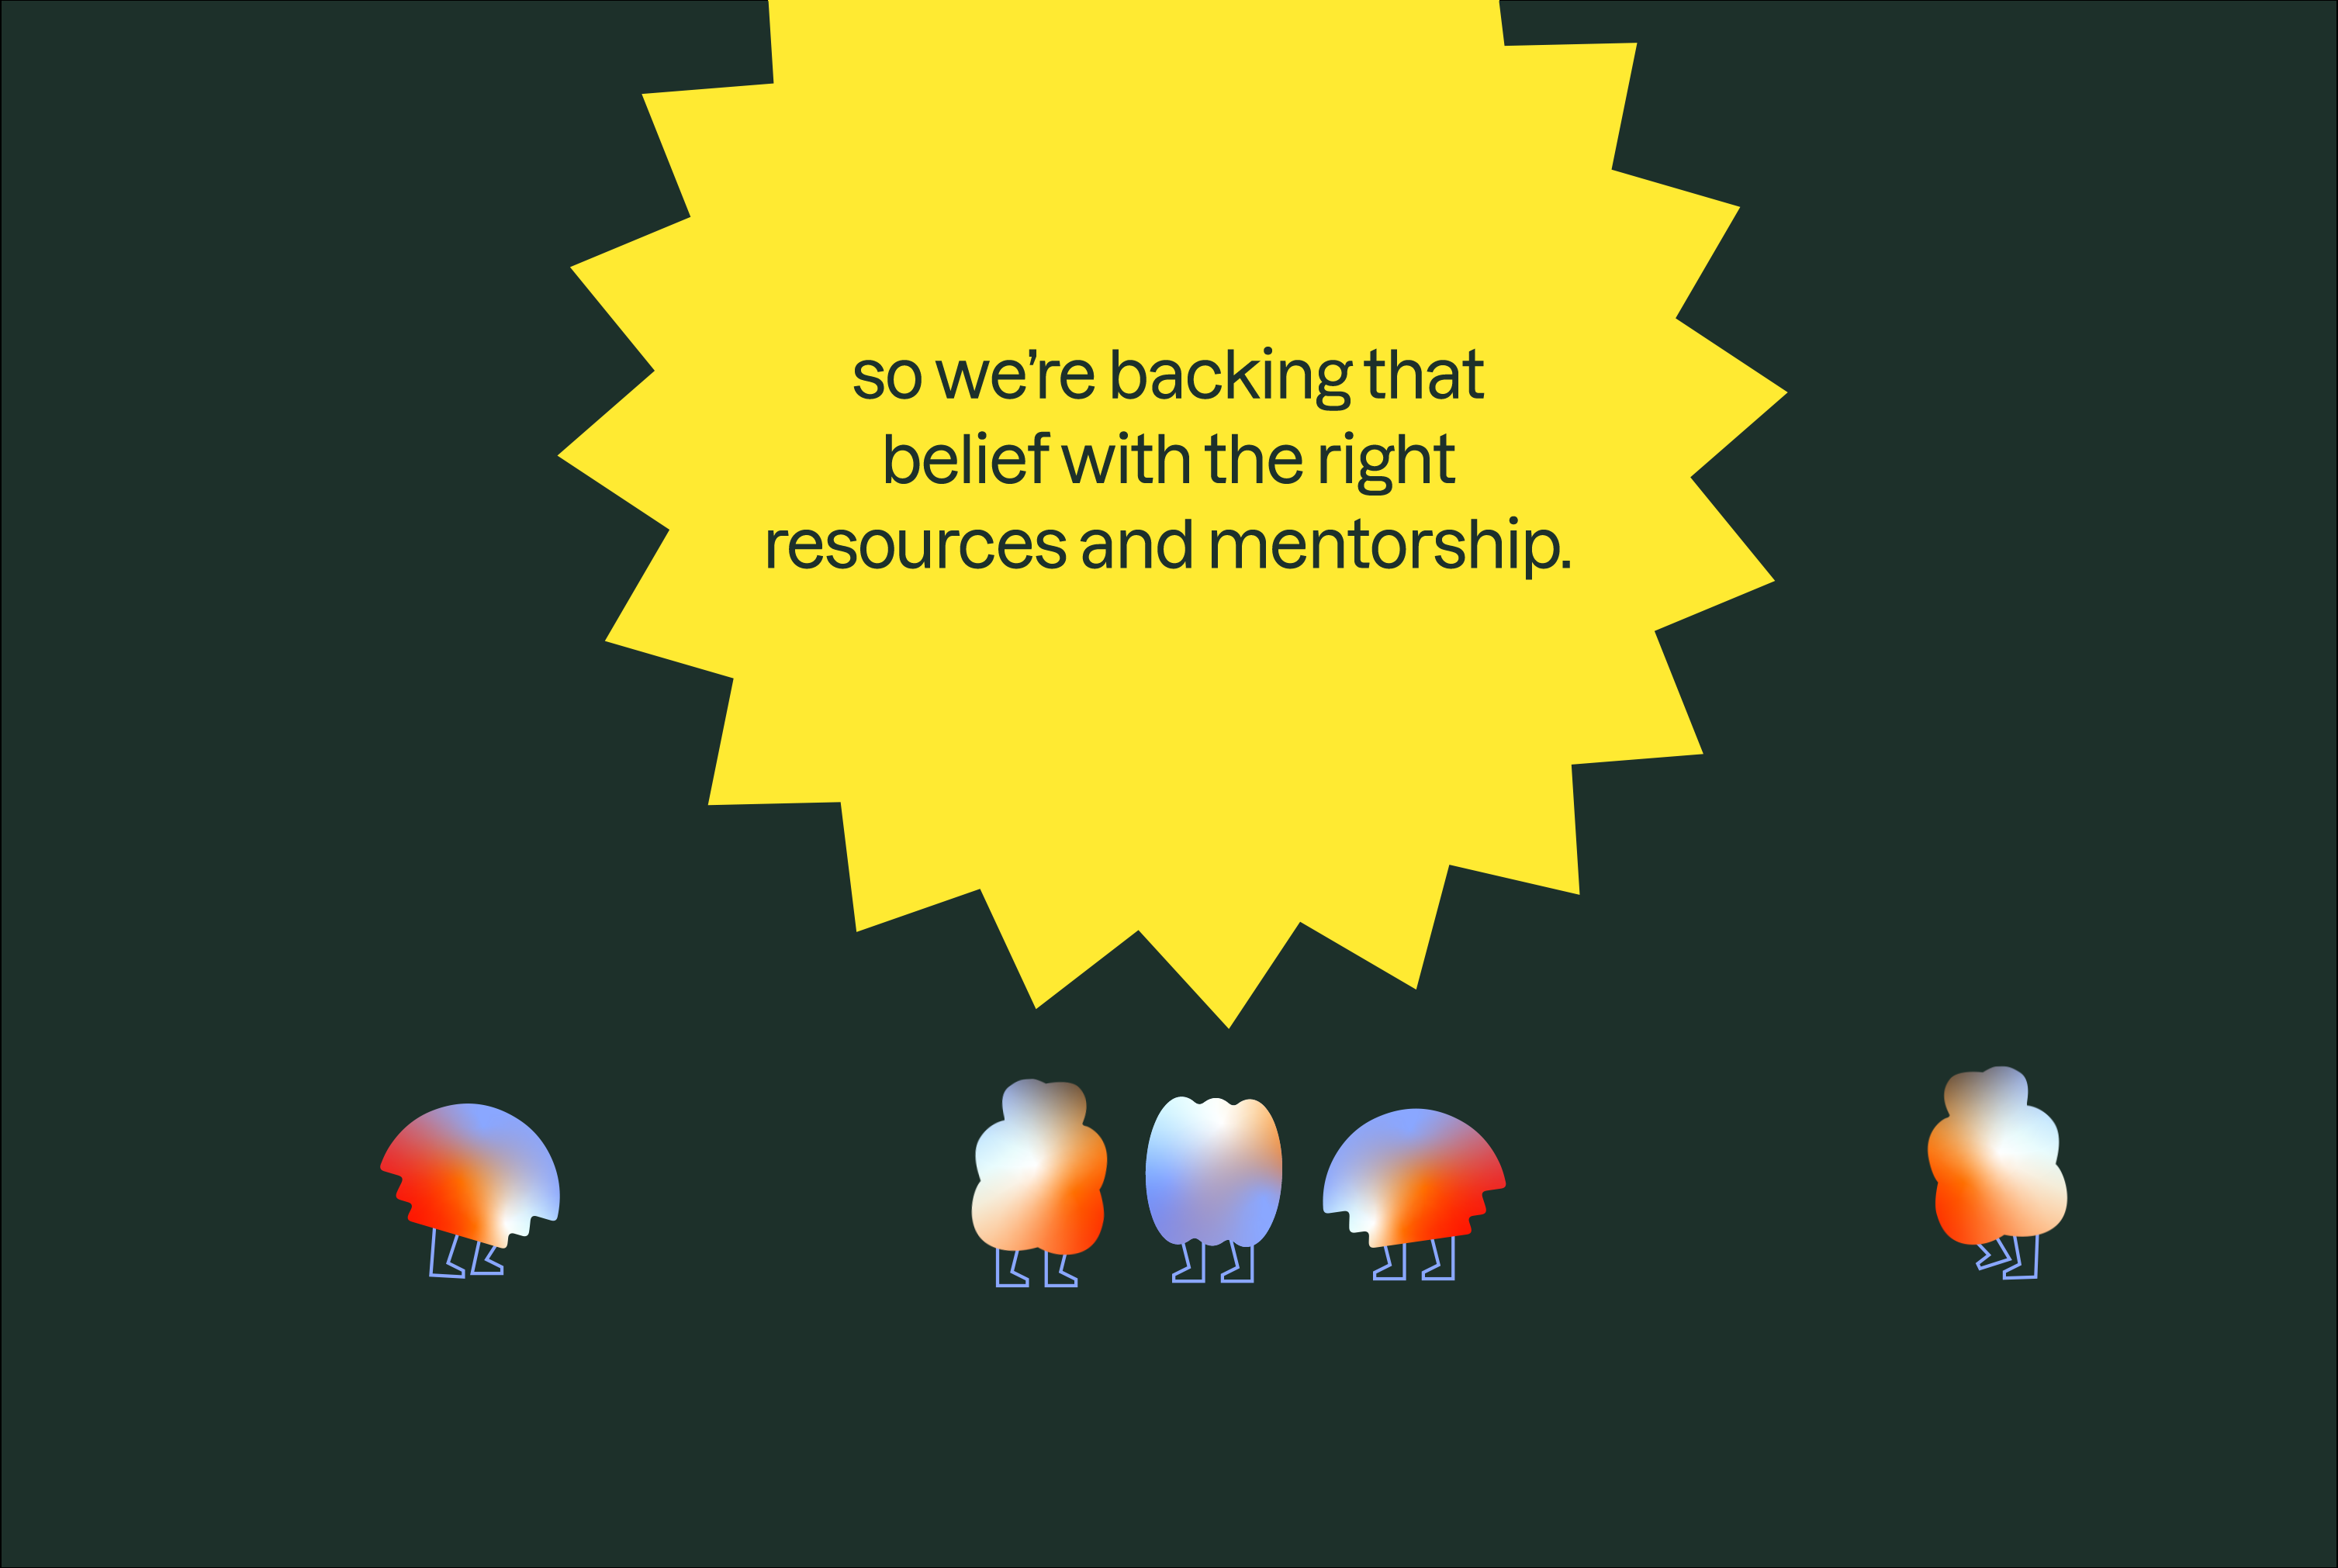 so we’re backing that
belief with the right
resources and mentorship.